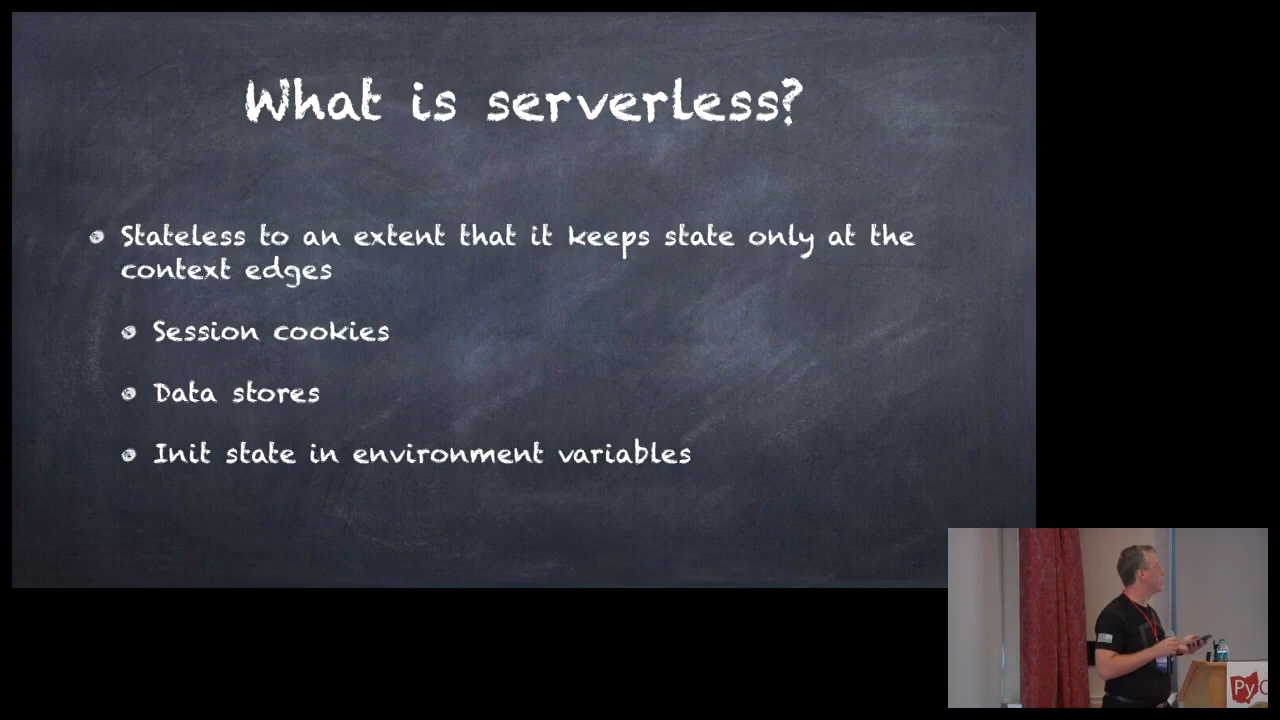 What is serverless?
Stateless to an extent that it keeps state only at the
context edges
Session cookies
Data stores
Init state in environment variables
Py